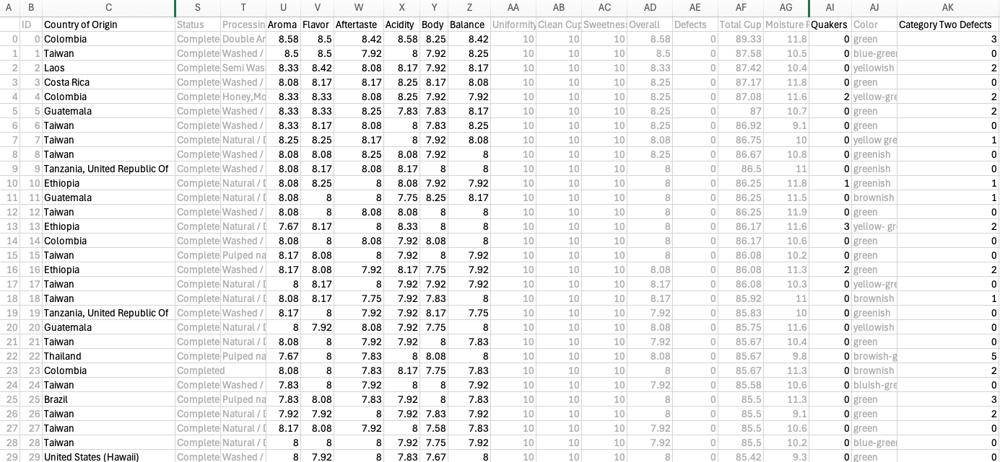 A B C S T U V W X Y Z AA AB AC AD AE AF AG AI AJ AK
ID Country of Origin Status Processin Aroma Flavor Aftertaste Acidity Body Balance Uniformity Clean Cup Sweetness Overall Defects Total Cup Moisture P Quakers Color Category Two Defects
0 0 Colombia Complete Double An 8.58 8.5 8.42 8.58 8.25 8.42 10 10 10 8.58 0 89.33 11.8 0 green 3
1 1 Taiwan Complete Washed / 8.5 8.5 7.92 8 7.92 8.25 10 10 10 8.5 0 87.58 10.5 0 blue-green 0
2 2 Laos Complete Semi Was 8.33 8.42 8.08 8.17 7.92 8.17 10 10 10 8.33 0 87.42 10.4 0 yellowish 2
3 3 Costa Rica Complete Washed / 8.08 8.17 8.17 8.25 8.17 8.08 10 10 10 8.25 0 87.17 11.8 0 green 0
4 4 Colombia Complete Honey,Mo 8.33 8.33 8.08 8.25 7.92 7.92 10 10 10 8.25 0 87.08 11.6 2 yellow-gre 2
5 5 Guatemala Complete Washed / 8.33 8.33 8.25 7.83 7.83 8.17 10 10 10 8.25 0 87 10.7 0 green 2
6 6 Taiwan Complete Washed / 8.33 8.17 8.08 8 7.83 8.25 10 10 10 8.25 0 86.92 9.1 0 green 0
7 7 Taiwan Complete Natural / D 8.25 8.25 8.17 8 7.92 8.08 10 10 10 8.08 0 86.75 10 0 yellow gre 1
8 8 Taiwan Complete Washed / 8.08 8.08 8.25 8.08 7.92 8 10 10 10 8.25 0 86.67 10.8 0 greenish 0
9 9 Tanzania, United Republic Of Complete Washed / 8.08 8.17 8.08 8.17 8 8 10 10 10 8 0 86.5 11 0 greenish 0
10 10 Ethiopia Complete Natural / D 8.08 8.25 8 8.08 7.92 7.92 10 10 10 8 0 86.25 11.8 1 greenish 1
11 11 Guatemala Complete Natural / D 8.08 8 8 7.75 8.25 8.17 10 10 10 8 0 86.25 11.5 0 brownish 1
12 12 Taiwan Complete Washed / 8.08 8 8.08 8.08 8 8 10 10 10 8 0 86.25 11.9 0 green 0
13 13 Ethiopia Complete Natural / D 7.67 8.17 8 8.33 8 8 10 10 10 8 0 86.17 11.6 3 yellow- gr 2
14 14 Colombia Complete Washed / 8.08 8 8.08 7.92 8.08 8 10 10 10 8 0 86.17 10.6 0 green 0
15 15 Taiwan Complete Pulped na 8.17 8.08 8 7.92 8 7.92 10 10 10 8 0 86.08 10.2 0 green 0
16 16 Ethiopia Complete Natural / D 8.17 8.08 7.92 8.17 7.75 7.92 10 10 10 8.08 0 86.08 11.3 2 green 2
17 17 Taiwan Complete Natural / D 8 8.17 8 7.92 7.92 7.92 10 10 10 8.17 0 86.08 10.3 0 yellow-gre 0
18 18 Taiwan Complete Natural / D 8.08 8.17 7.75 7.92 7.83 8 10 10 10 8.17 0 85.92 11 0 brownish 1
19 19 Tanzania, United Republic Of Complete Washed / 8.17 8 7.92 7.92 8.17 7.75 10 10 10 7.92 0 85.83 10 0 greenish 0
20 20 Guatemala Complete Natural / D 8 7.92 8.08 7.92 7.75 8 10 10 10 8.08 0 85.75 11.6 0 yellowish 0
21 21 Taiwan Complete Natural / D 8.08 8 7.92 7.92 8 7.83 10 10 10 7.92 0 85.67 10.4 0 green 0
22 22 Thailand Complete Pulped na 7.67 8 7.83 8 8.08 8 10 10 10 8.08 0 85.67 9.8 0 browish-g 5
23 23 Colombia Completed 8.08 8 7.83 8.17 7.75 7.83 10 10 10 8 0 85.67 11.3 0 brownish 2
24 24 Taiwan Complete Washed / 7.83 8 7.92 8 8 7.92 10 10 10 7.92 0 85.58 10.6 0 bluish-gre 0
25 25 Brazil Complete Pulped na 7.83 8.08 7.83 7.92 8 7.83 10 10 10 8 0 85.5 11.3 0 green 3
26 26 Taiwan Complete Natural / D 7.92 7.92 8 7.92 7.83 7.92 10 10 10 8 0 85.5 9.1 0 green 2
27 27 Taiwan Complete Natural / D 8.17 8.08 7.92 8 7.58 7.83 10 10 10 7.92 0 85.5 10.6 0 green 0
28 28 Taiwan Complete Natural / D 8 8 8 7.92 7.75 7.92 10 10 10 7.92 0 85.5 10.2 0 blue-green 0
29 29 United States (Hawaii) Complete Washed / 8 7.92 8 7.83 7.67 8 10 10 10 8 0 85.42 9.3 0 green 0